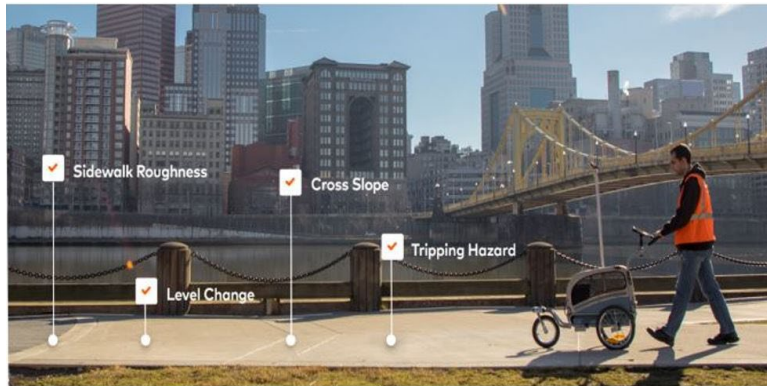 Sidewalk Roughness
Cross Slope
Tripping Hazard
Level Change